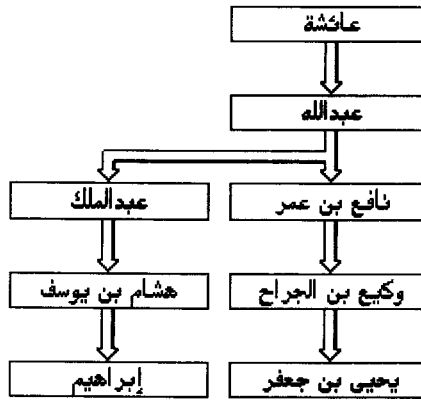 عائشة
عبدالله
نافع بن عمر
عبدالملك
وكيع بن الجراح
هشام بن يوسف
يحيى بن جعفر
إبراهيم